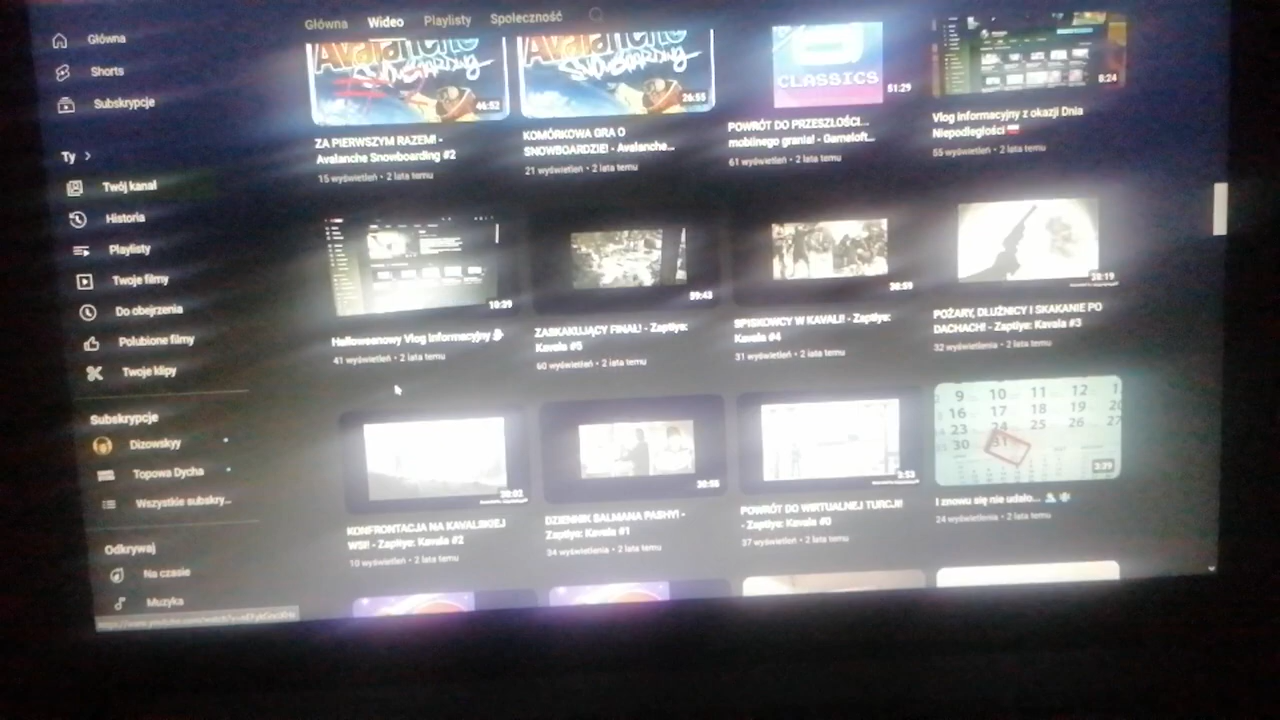 Główna
Shorts
Subskrypcje
Ty
Twój kanał
Historia
Playlisty
Twoje filmy
Do obejrzenia
Polubione filmy
Twoje klipy
Subskrypcje
Dizowskyy
Topowa Dycha
Wszystkie subskry...
Odkrywaj
Na czasie
Muzyka
Główna Wideo Playlisty Społeczność
Avalanche
SNOWBOARDING
46:52
ZA PIERWSZYM RAZEM! -
Avalanche Snowboarding #2
15 wyświetleń • 2 lata temu
Avalanche
SNOWBOARDING
26:55
KOMÓRKOWA GRA O
SNOWBOARDZIE! - Avalanche...
21 wyświetleń • 2 lata temu
CLASSICS
51:29
POWRÓT DO PRZESZŁOŚCI...
mobilnego grania! - Gameloft...
61 wyświetleń • 2 lata temu
8:24
Vlog informacyjny z okazji Dnia
Niepodległości
55 wyświetleń • 2 lata temu
10:39
Halloweenowy Vlog Informacyjny
41 wyświetleń • 2 lata temu
39:43
ZASKAKUJĄCY FINAŁ! - Zaptiye:
Kavala #5
60 wyświetleń • 2 lata temu
SPISKOWCY W KAVALI! - Zaptiye:
Kavala #4
31 wyświetleń • 2 lata temu
38:19
POŻARY, DŁUŻNICY I SKAKANIE PO
DACHACH! - Zaptiye: Kavala #3
32 wyświetlenia • 2 lata temu
KONFRONTACJA NA KAVALSKIEJ
WSI! - Zaptiye: Kavala #2
10 wyświetleń • 2 lata temu
DZIENNIK SALMANA PASHY! -
Zaptiye: Kavala #1
34 wyświetlenia • 2 lata temu
3:53
POWRÓT DO WIRTUALNEJ TURCJI!
- Zaptiye: Kavala #0
37 wyświetleń • 2 lata temu
9 10 11 12
16 17 18 19 20
23 24 25 26 27
30 31
3:29
I znowu się nie udało...
24 wyświetlenia • 2 lata temu